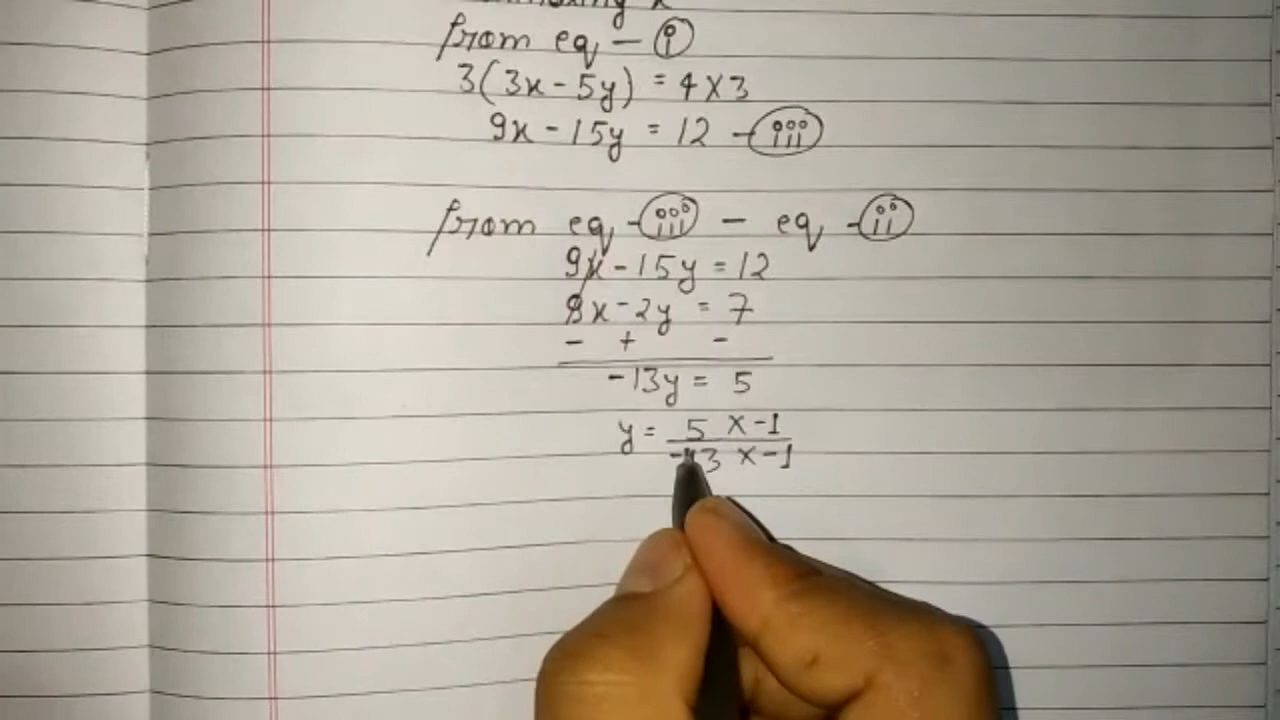 from eq - (i)
3(3x - 5y) = 4 X 3
9x - 15y = 12 - (iii)
from eq - (iii) - eq - (ii)
9x - 15y = 12
9x - 2y = 7
- + -
-13y = 5
y = 5 X -1
-13 X -1